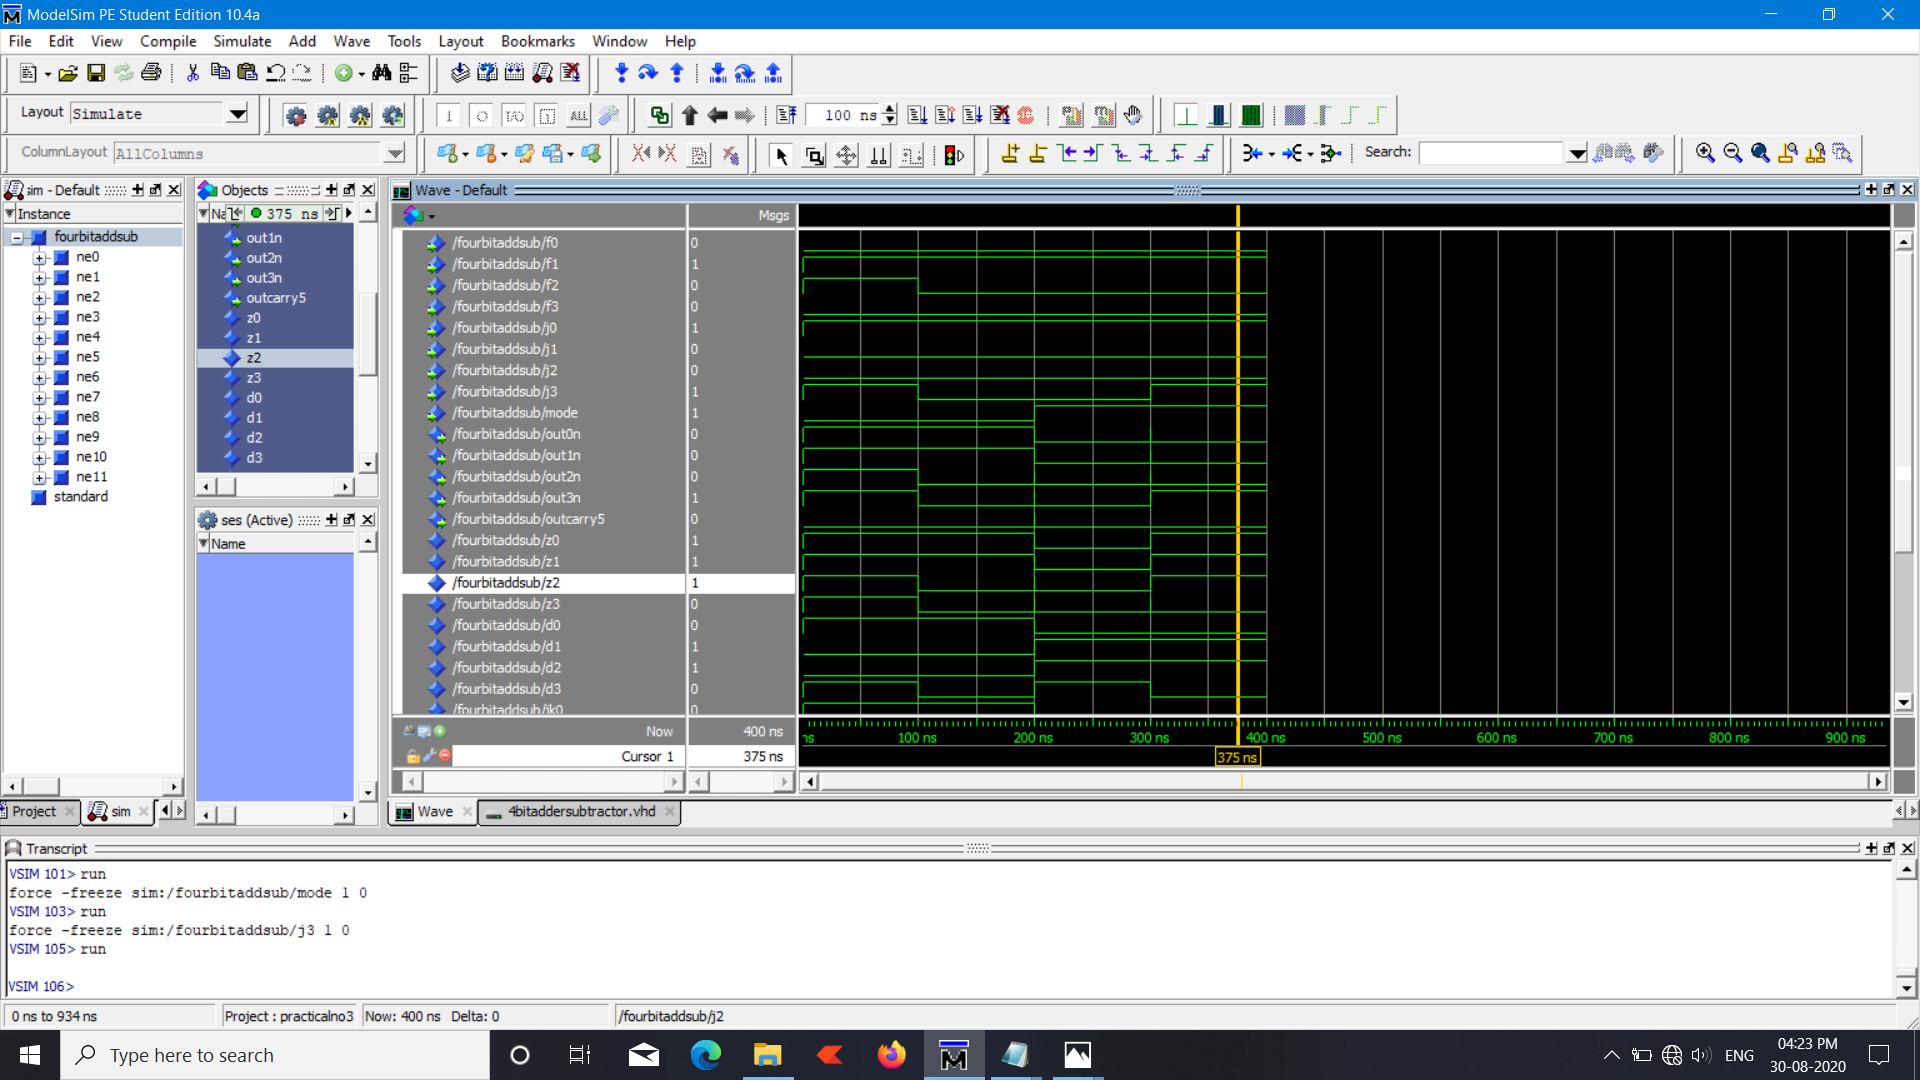 ModelSim PE Student Edition 10.4a
File Edit View Compile Simulate Add Wave Tools Layout Bookmarks Window Help
Layout Simulate
100 ns
ColumnLayout AllColumns
Search:
sim - Default
Instance
fourbitaddsub
ne0
ne1
ne2
ne3
ne4
ne5
ne6
ne7
ne8
ne9
ne10
ne11
standard
Project
sim
Objects
375 ns
out1n
out2n
out3n
outcarry5
z0
z1
z2
z3
d0
d1
d2
d3
ses (Active)
Name
Wave - Default
Msgs
/fourbitaddsub/f0 0
/fourbitaddsub/f1 1
/fourbitaddsub/f2 0
/fourbitaddsub/f3 0
/fourbitaddsub/j0 1
/fourbitaddsub/j1 0
/fourbitaddsub/j2 0
/fourbitaddsub/j3 1
/fourbitaddsub/mode 1
/fourbitaddsub/out0n 0
/fourbitaddsub/out1n 0
/fourbitaddsub/out2n 0
/fourbitaddsub/out3n 1
/fourbitaddsub/outcarry5 0
/fourbitaddsub/z0 1
/fourbitaddsub/z1 1
/fourbitaddsub/z2 1
/fourbitaddsub/z3 0
/fourbitaddsub/d0 0
/fourbitaddsub/d1 1
/fourbitaddsub/d2 1
/fourbitaddsub/d3 0
/fourbitaddsub/jk0 0
Now 400 ns
ns 100 ns 200 ns 300 ns 400 ns 500 ns 600 ns 700 ns 800 ns 900 ns
Cursor 1 375 ns
375 ns
Wave
4bitaddersubtractor.vhd
Transcript
VSIM 101> run
force -freeze sim:/fourbitaddsub/mode 1 0
VSIM 103> run
force -freeze sim:/fourbitaddsub/j3 1 0
VSIM 105> run
VSIM 106>
0 ns to 934 ns
Project : practicalno3
Now: 400 ns Delta: 0
/fourbitaddsub/j2
Type here to search
ENG
04:23 PM
30-08-2020